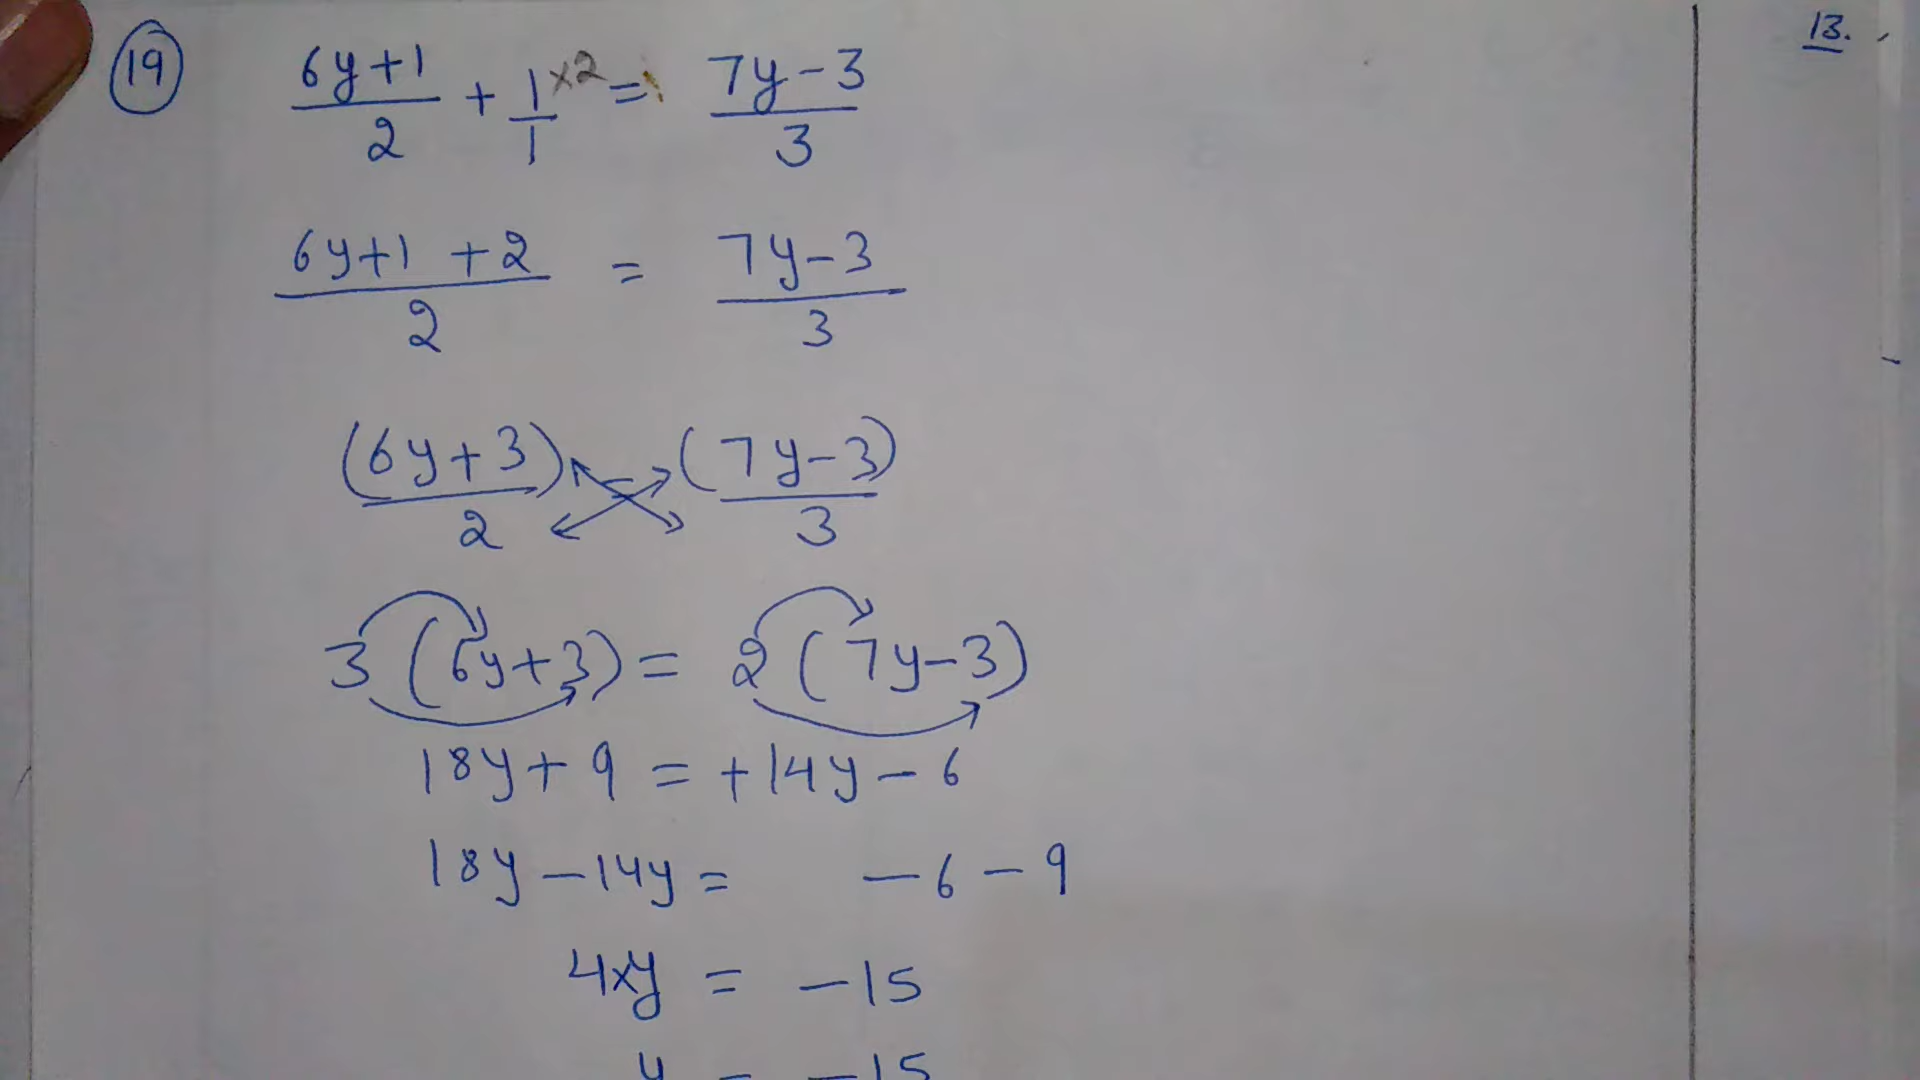 13.
19 (6y+1)/2 + 1/1 ×2 = (7y-3)/3
(6y+1 +2)/2 = (7y-3)/3
(6y+3)/2 = (7y-3)/3
3(6y+3) = 2(7y-3)
18y+9 = +14y-6
18y-14y = -6-9
4×y = -15
y = -15